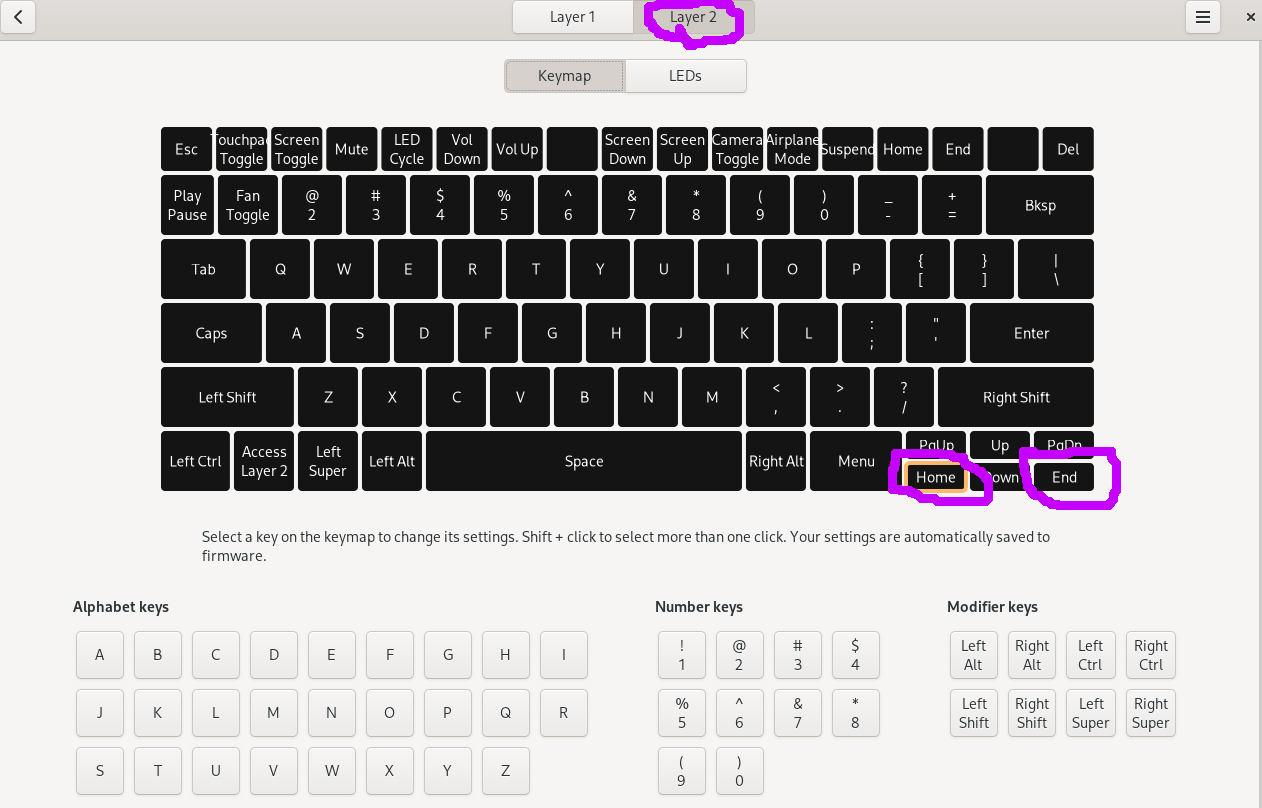 Layer 1 Layer 2
Keymap LEDs
Esc Touchpad Toggle Screen Toggle Mute LED Cycle Vol Down Vol Up Screen Down Screen Up Camera Toggle Airplane Mode Suspend Home End Del
Play Pause Fan Toggle @ 2 # 3 $ 4 % 5 ^ 6 & 7 * 8 ( 9 ) 0 _ - + = Bksp
Tab Q W E R T Y U I O P { [ } ] | \
Caps A S D F G H J K L : ; " ' Enter
Left Shift Z X C V B N M < , > . ? / Right Shift
Left Ctrl Access Layer 2 Left Super Left Alt Space Right Alt Menu PgUp Up PgDn
Home Down End
Select a key on the keymap to change its settings. Shift + click to select more than one click. Your settings are automatically saved to
firmware.
Alphabet keys Number keys Modifier keys
A B C D E F G H I ! 1 @ 2 # 3 $ 4 Left Alt Right Alt Left Ctrl Right Ctrl
J K L M N O P Q R % 5 ^ 6 & 7 * 8 Left Shift Right Shift Left Super Right Super
S T U V W X Y Z ( 9 ) 0